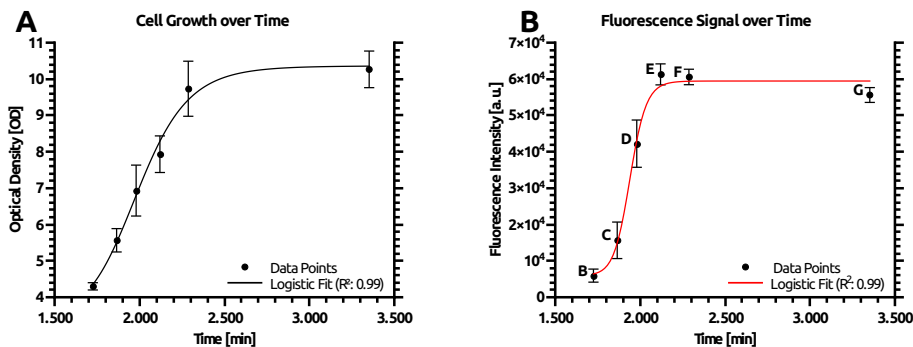 A
Cell Growth over Time
11
10
9
8
7
6
5
4
Optical Density [OD]
Data Points
Logistic Fit (R²: 0.99)
1.500
2.000
2.500
3.000
3.500
Time [min]
B
Fluorescence Signal over Time
7×10⁴
6×10⁴
5×10⁴
4×10⁴
3×10⁴
2×10⁴
10⁴
0
Fluorescence Intensity [a. u.]
E
F
G
D
C
B
Data Points
Logistic Fit (R²: 0.99)
1.500
2.000
2.500
3.000
3.500
Time [min]